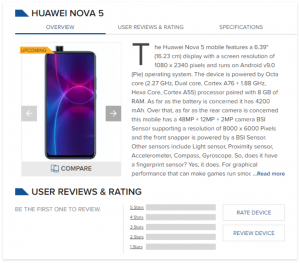 HUAWEI NOVA 5
OVERVIEW USER REVIEWS & RATING SPECIFICATIONS
UPCOMING
The Huawei Nova 5 mobile features a 6.39"
(16.23 cm) display with a screen resolution of
1080 x 2340 pixels and runs on Android v9.0
(Pie) operating system. The device is powered by Octa
core (2.27 GHz, Dual core, Cortex A76 + 1.88 GHz,
Hexa Core, Cortex A55) processor paired with 8 GB of
RAM. As far as the battery is concerned it has 4200
mAh. Over that, as far as the rear camera is concerned
this mobile has a 48MP + 12MP + 2MP camera BSI
Sensor supporting a resolution of 8000 x 6000 Pixels
and the front snapper is powered by a BSI Sensor.
Other sensors include Light sensor, Proximity sensor,
Accelerometer, Compass, Gyroscope. So, does it have
a fingerprint sensor? Yes, it does. For graphical
performance that can make games run smoo ...Read more
COMPARE
USER REVIEWS & RATING
BE THE FIRST ONE TO REVIEW.
5 Stars
4 Stars
3 Stars
2 Stars
1 Stars
RATE DEVICE
REVIEW DEVICE